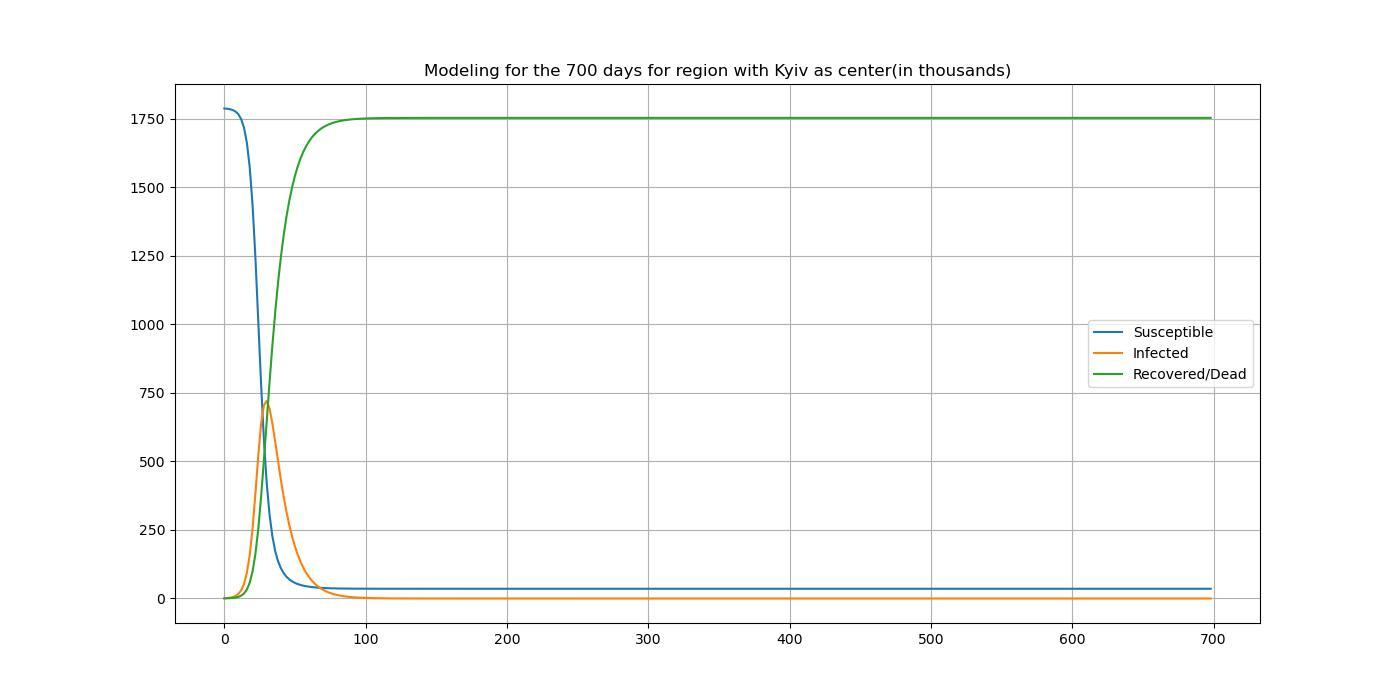 Modeling for the 700 days for region with Kyiv as center(in thousands)
1750
1500
1250
1000
750
500
250
0
Susceptible
Infected
Recovered/Dead
0 100 200 300 400 500 600 700